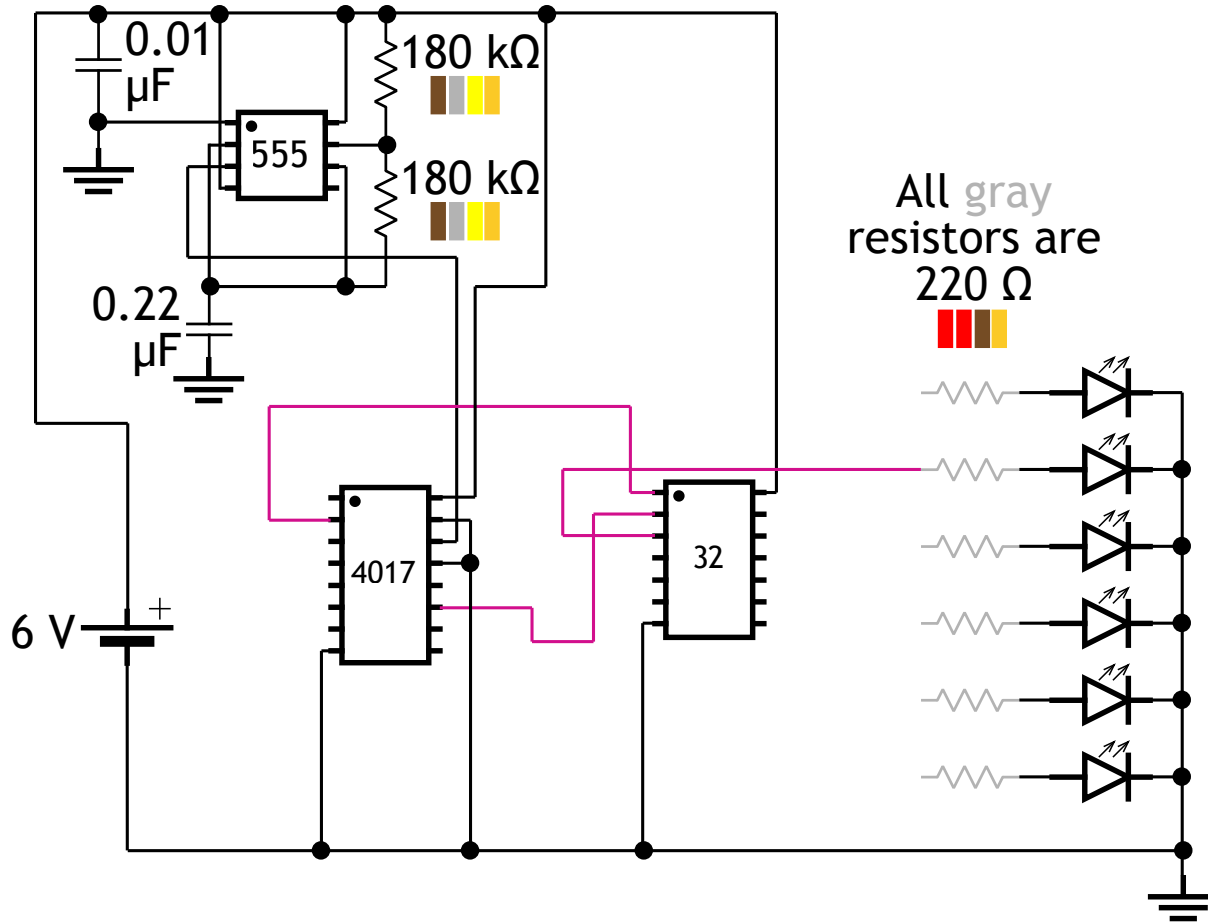 0.01
µF
180 kΩ
555
180 kΩ
All gray
resistors are
220 Ω
0.22
µF
4017
32
+
6 V